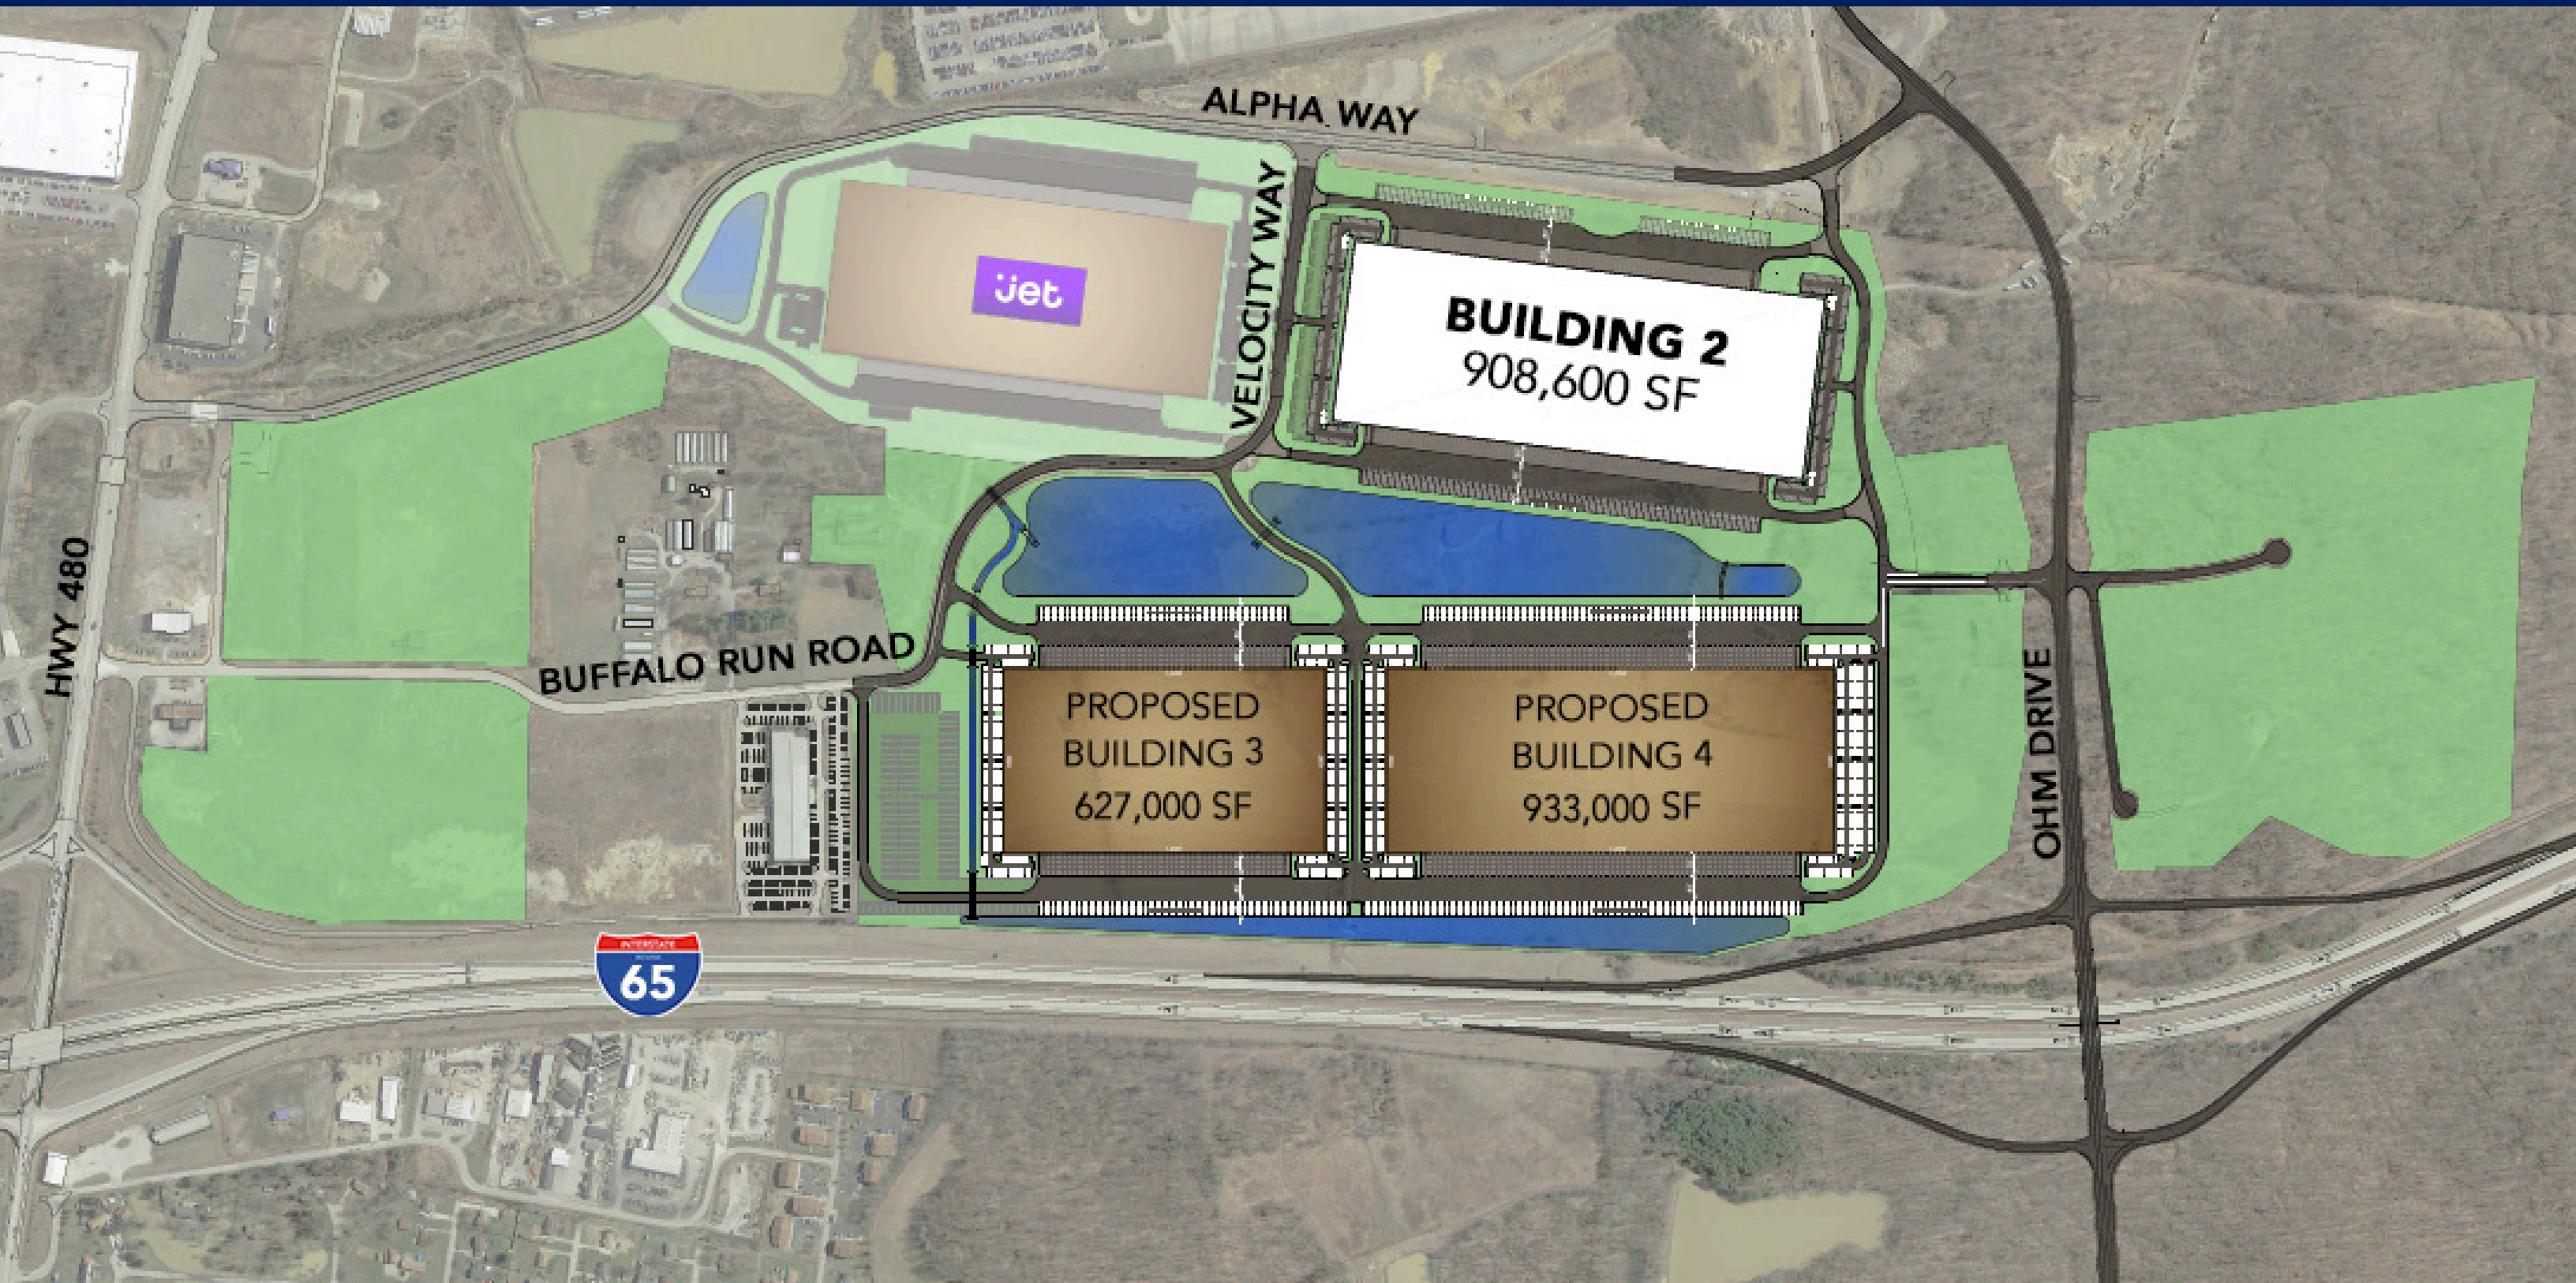 ALPHA WAY
VELOCITY WAY
jet
BUILDING 2
908,600 SF
HWY 480
BUFFALO RUN ROAD
PROPOSED
BUILDING 3
627,000 SF
PROPOSED
BUILDING 4
933,000 SF
OHM DRIVE
INTERSTATE
65